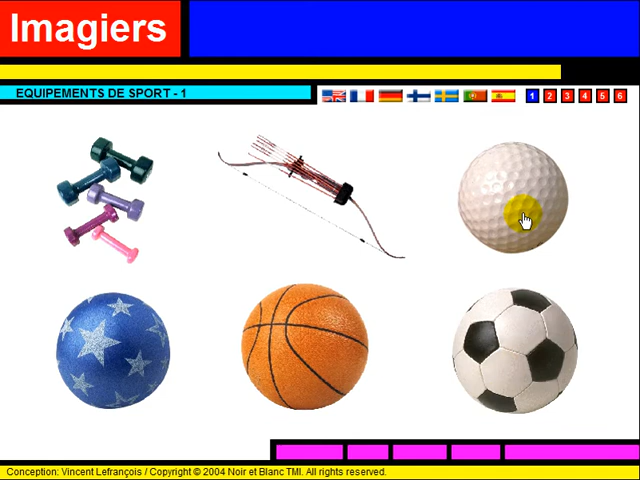 Imagiers
EQUIPEMENTS DE SPORT - 1
1 2 3 4 5 6
Conception: Vincent Lefrançois / Copyright © 2004 Noir et Blanc TMI. All rights reserved.